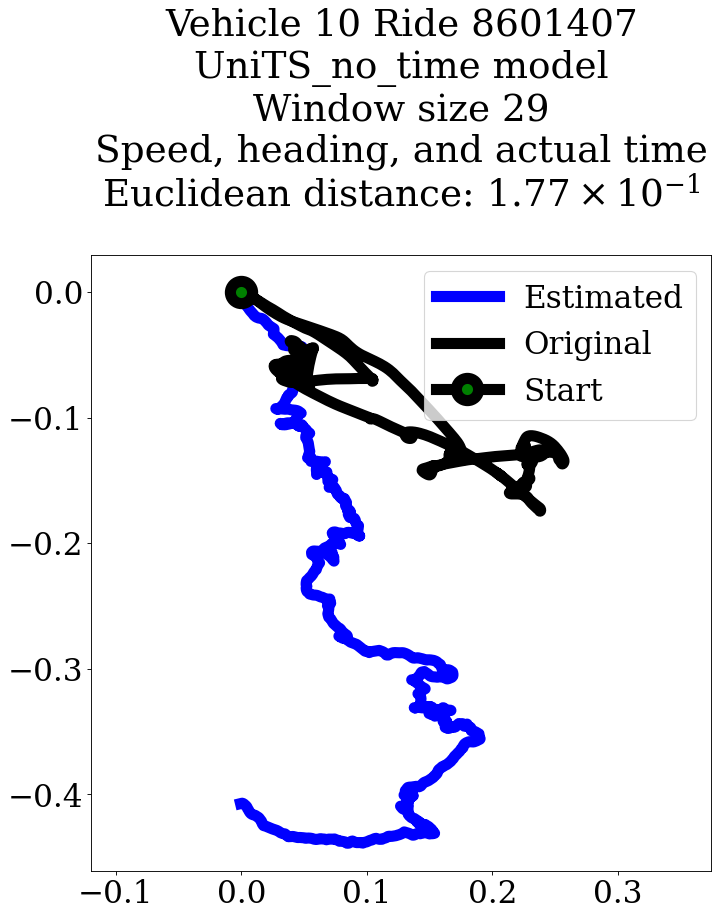 Vehicle 10 Ride 8601407
UniTS_no_time model
Window size 29
Speed, heading, and actual time
Euclidean distance: 1.77 × 10⁻¹
Estimated
Original
Start
0.0
−0.1
−0.2
−0.3
−0.4
−0.1 0.0 0.1 0.2 0.3